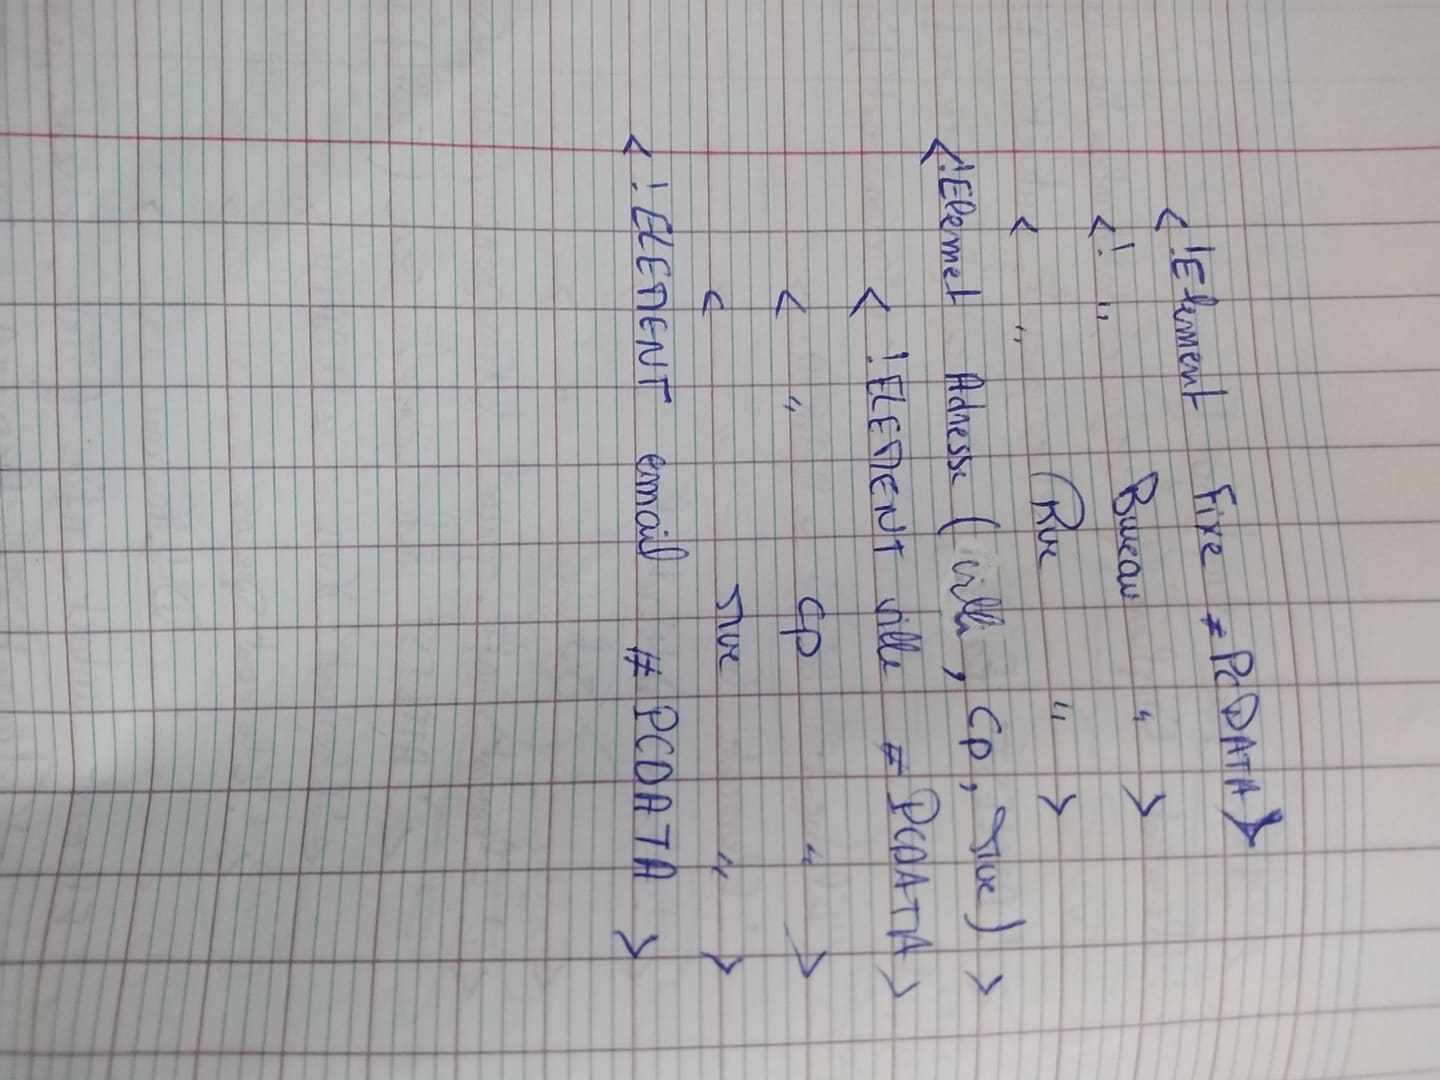 <!Element Fixe #PCDATA>
<! " Bureau " >
< " Rue " >
<!Elemet Adresse (ville, Cp, rue) >
< !ELEMENT ville #PCDATA>
< " Cp " >
< rue " >
< !ELEMENT email #PCDATA >